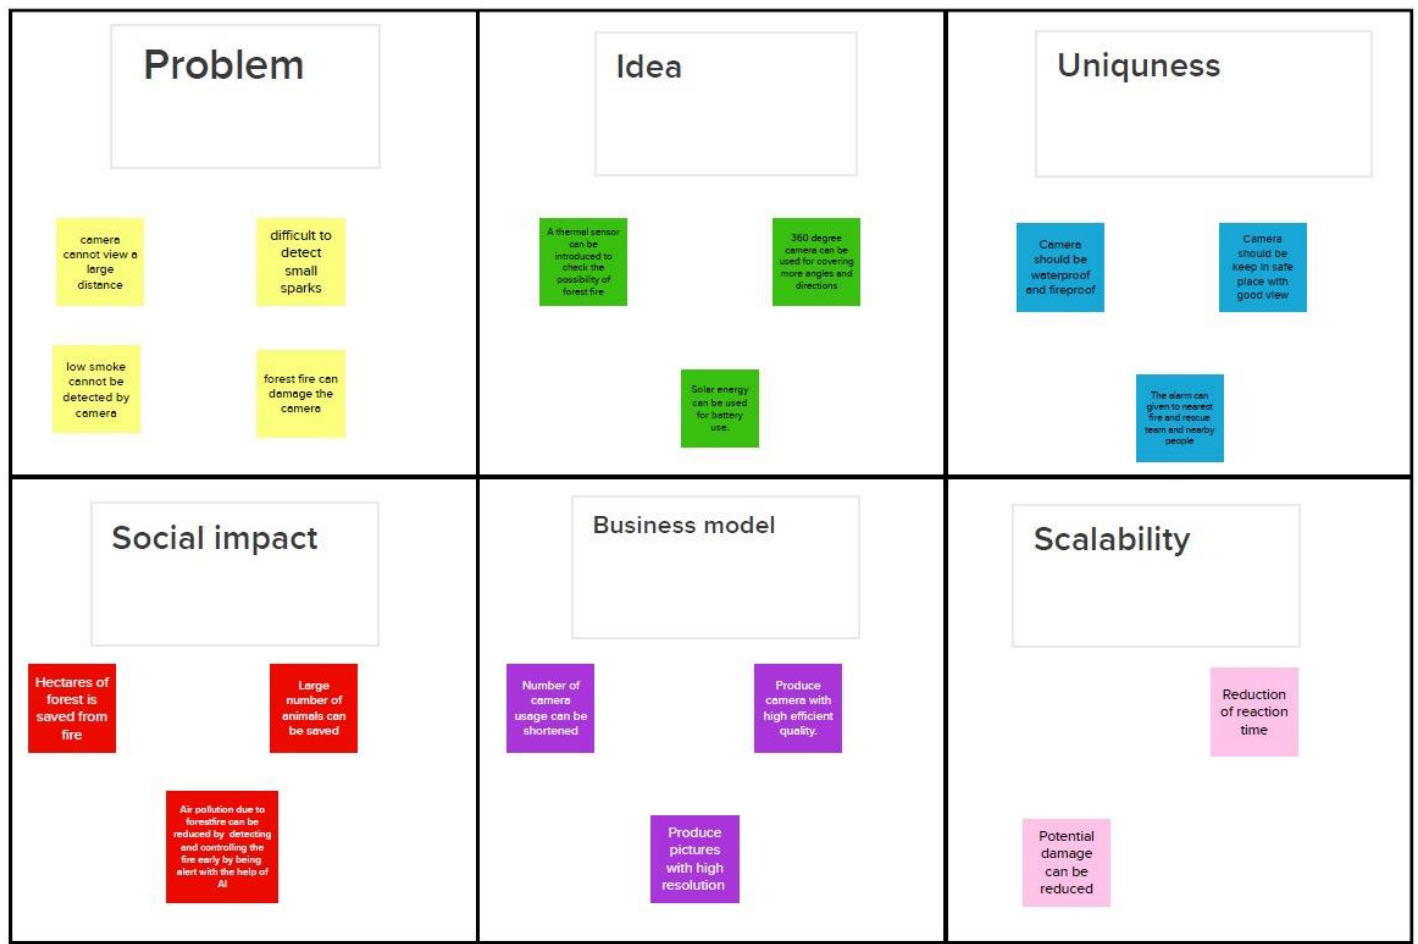 Problem
camera
cannot view a
large
distance
difficult to
detect
small
sparks
low smoke
cannot be
detected by
camera
forest fire can
damage the
camera
Idea
A thermal sensor
can be
introduced to
check the
possibility of
forest fire
360 degree
camera can be
used for covering
more angles and
directions
Solar energy
can be used
for battery
use.
Uniquness
Camera
should be
waterproof
and fireproof
Camera
should be
keep in safe
place with
good view
The alarm can
given to nearest
fire and rescue
team and nearby
people
Social impact
Hectares of
forest is
saved from
fire
Large
number of
animals can
be saved
Air pollution due to
forestfire can be
reduced by detecting
and controlling the
fire early by being
alert with the help of
AI
Business model
Number of
camera
usage can be
shortened
Produce
camera with
high efficient
quality.
Produce
pictures
with high
resolution
Scalability
Reduction
of reaction
time
Potential
damage
can be
reduced